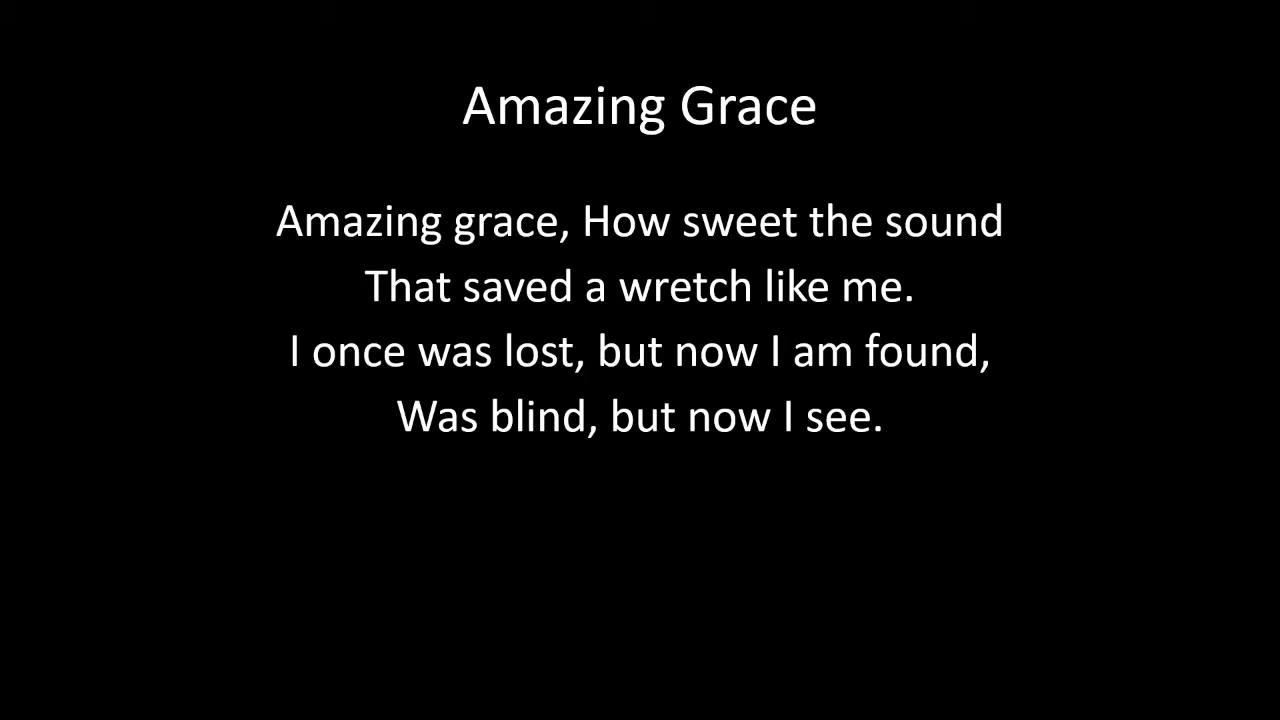 Amazing Grace
Amazing grace, How sweet the sound
That saved a wretch like me.
I once was lost, but now I am found,
Was blind, but now I see.